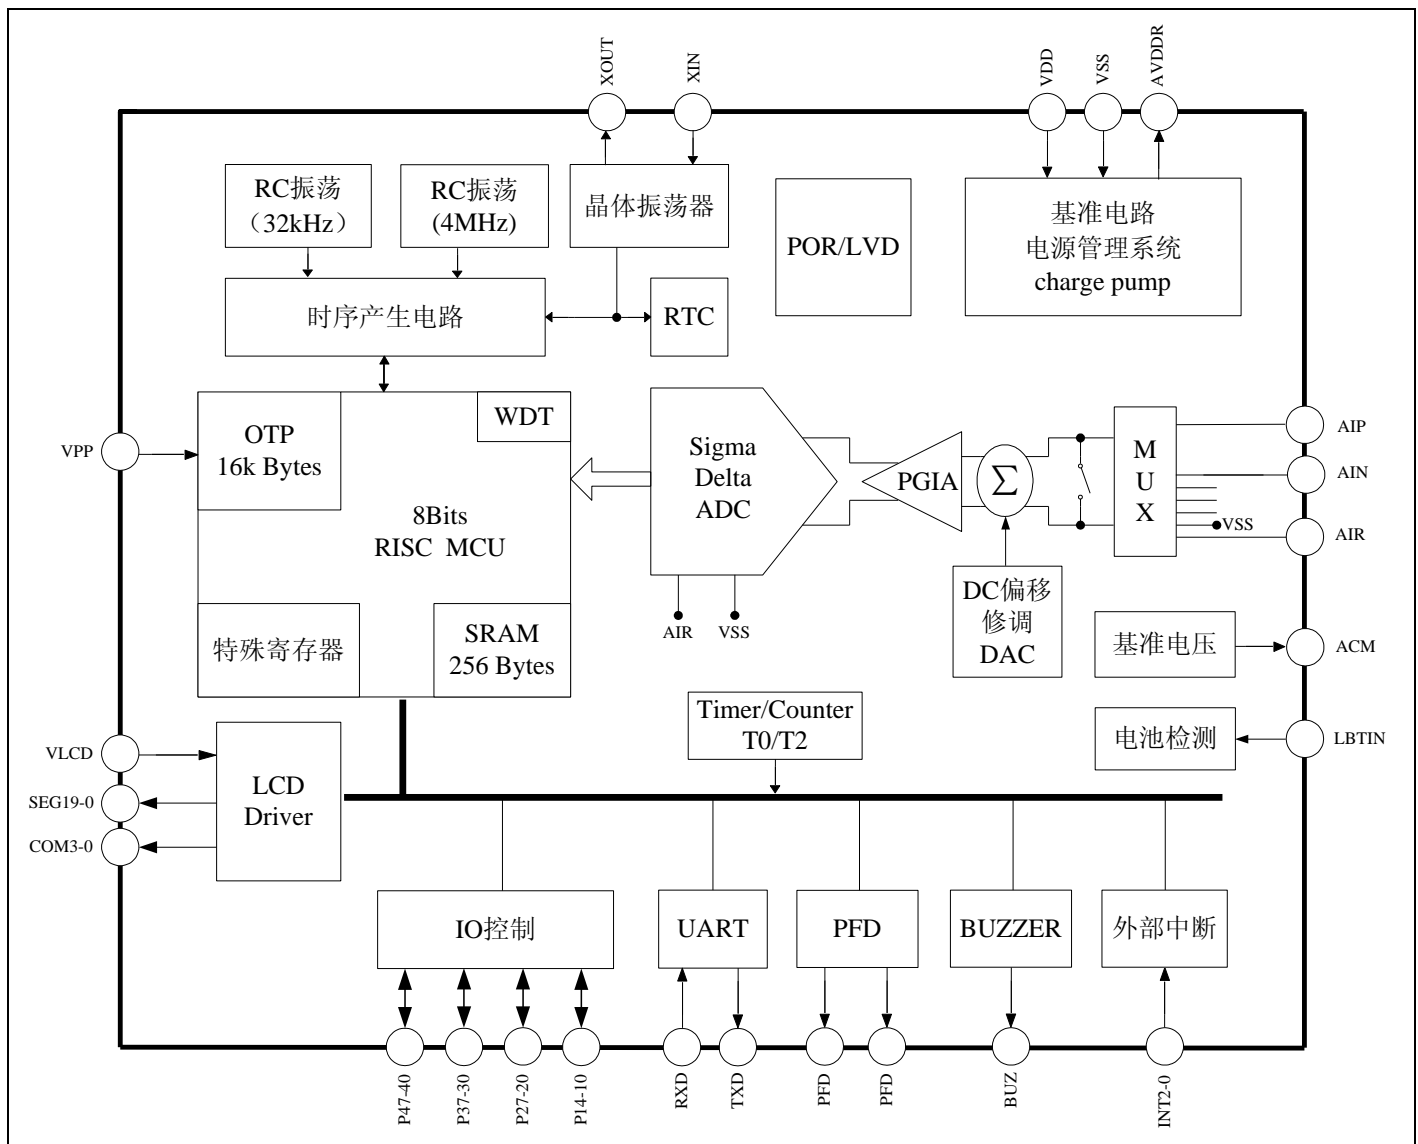 XOUT
XIN
VDD
VSS
AVDDR
RC振荡
（32kHz）
RC振荡
(4MHz)
晶体振荡器
POR/LVD
基准电路
电源管理系统
charge pump
时序产生电路
RTC
VPP
OTP
16k Bytes
WDT
8Bits
RISC MCU
特殊寄存器
SRAM
256 Bytes
Sigma
Delta
ADC
AIR
VSS
PGIA
Σ
DC偏移
修调
DAC
M
U
X
VSS
AIP
AIN
AIR
基准电压
ACM
电池检测
LBTIN
Timer/Counter
T0/T2
VLCD
SEG19-0
COM3-0
LCD
Driver
IO控制
UART
PFD
BUZZER
外部中断
P47-40
P37-30
P27-20
P14-10
RXD
TXD
PFD
PFD
BUZ
INT2-0